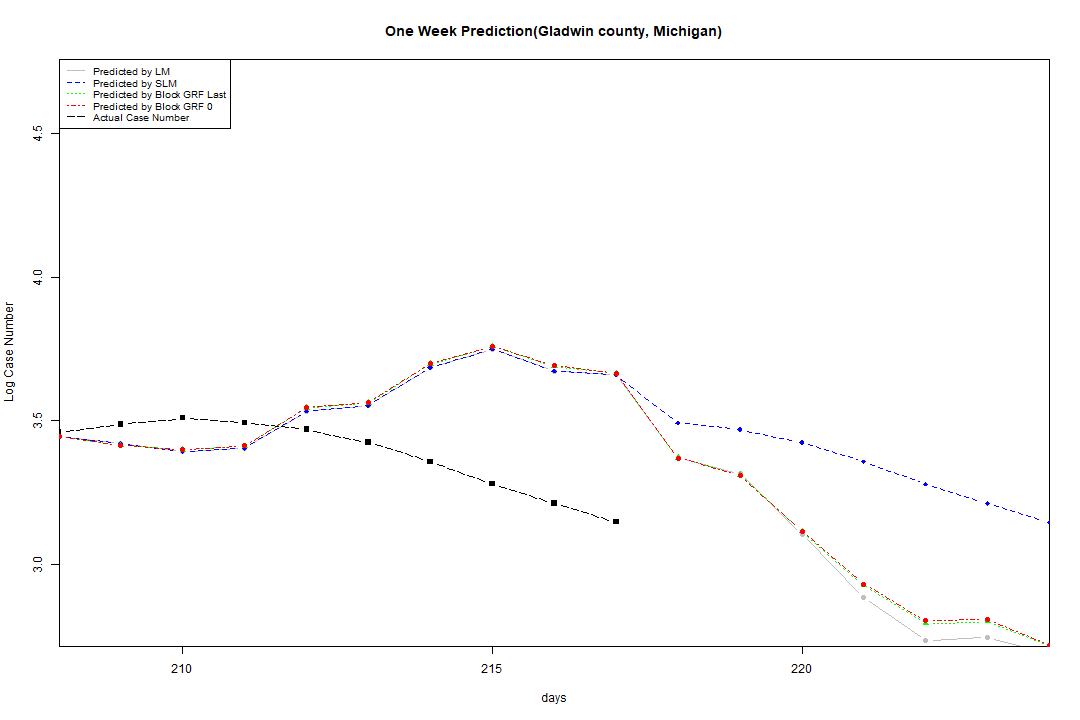 One Week Prediction(Gladwin county, Michigan)
Predicted by LM
Predicted by SLM
Predicted by Block GRF Last
Predicted by Block GRF 0
Actual Case Number
4.5
4.0
3.5
3.0
Log Case Number
210
215
220
days